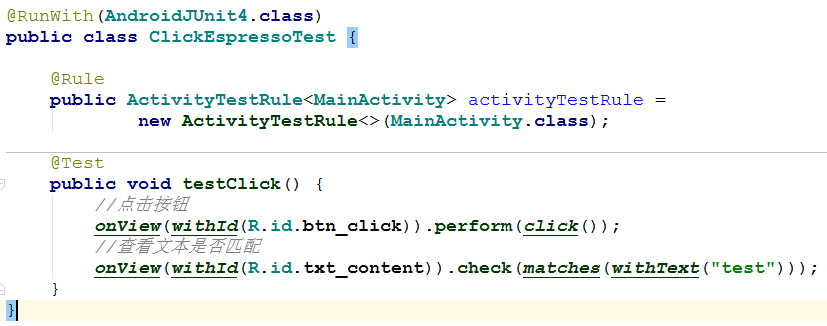 @RunWith(AndroidJUnit4.class)
public class ClickEspressoTest {
@Rule
public ActivityTestRule<MainActivity> activityTestRule =
new ActivityTestRule<>(MainActivity.class);
@Test
public void testClick() {
//点击按钮
onView(withId(R.id.btn_click)).perform(click());
//查看文本是否匹配
onView(withId(R.id.txt_content)).check(matches(withText("test")));
}
}